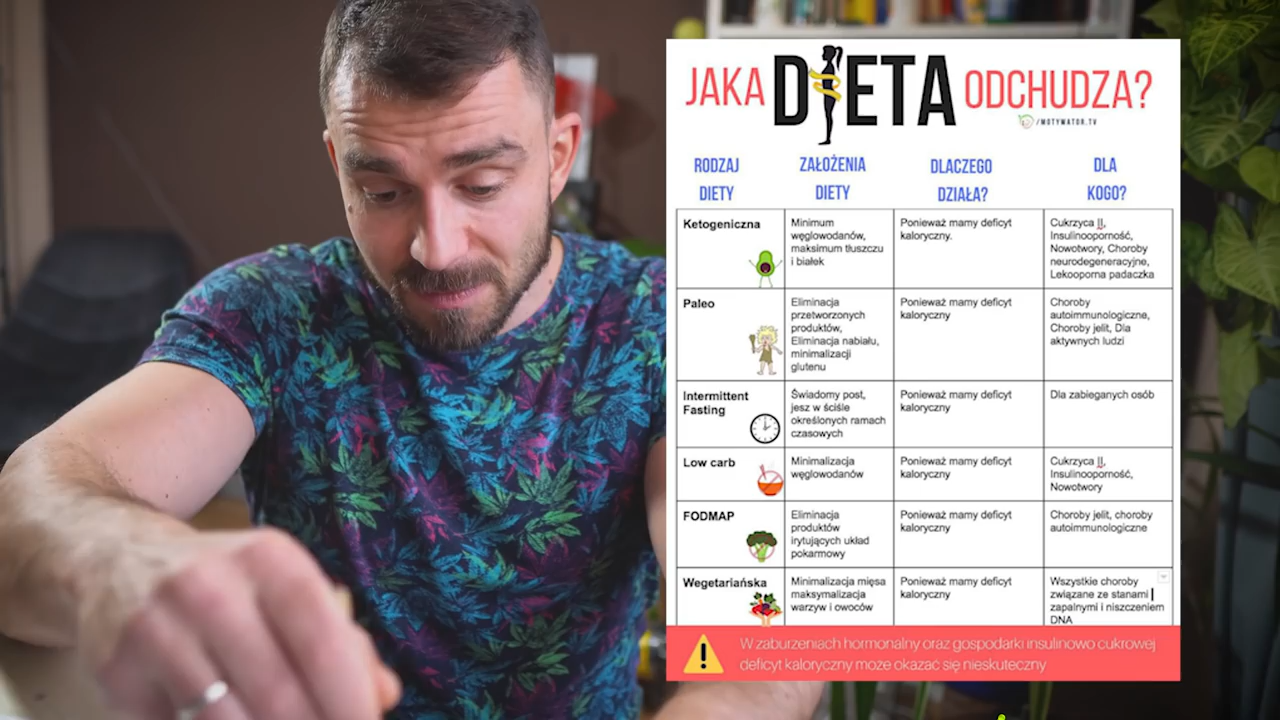 JAKA DIETA ODCHUDZA?
/MOTYWATOR.TV
RODZAJ DIETY
ZAŁOŻENIA DIETY
DLACZEGO DZIAŁA?
DLA KOGO?
Ketogeniczna
Minimum
węglowodanów,
maksimum tłuszczu
i białek
Ponieważ mamy deficyt
kaloryczny.
Cukrzyca II,
Insulinooporność,
Nowotwory, Choroby
neurodegeneracyjne,
Lekooporna padaczka
Paleo
Eliminacja
przetworzonych
produktów,
Eliminacja nabiału,
minimalizacji
glutenu
Ponieważ mamy deficyt
kaloryczny
Choroby
autoimmunologiczne,
Choroby jelit, Dla
aktywnych ludzi
Intermittent
Fasting
Świadomy post,
jesz w ściśle
określonych ramach
czasowych
Ponieważ mamy deficyt
kaloryczny
Dla zabieganych osób
Low carb
Minimalizacja
węglowodanów
Ponieważ mamy deficyt
kaloryczny
Cukrzyca II,
Insulinooporność,
Nowotwory
FODMAP
Eliminacja
produktów
irytujących układ
pokarmowy
Ponieważ mamy deficyt
kaloryczny
Choroby jelit, choroby
autoimmunologiczne
Wegetariańska
Minimalizacja mięsa
maksymalizacja
warzyw i owoców
Ponieważ mamy deficyt
kaloryczny
Wszystkie choroby
związane ze stanami
zapalnymi i niszczeniem
DNA
W zaburzeniach hormonalny oraz gospodarki insulinowo cukrowej
deficyt kaloryczny może okazać się nieskuteczny